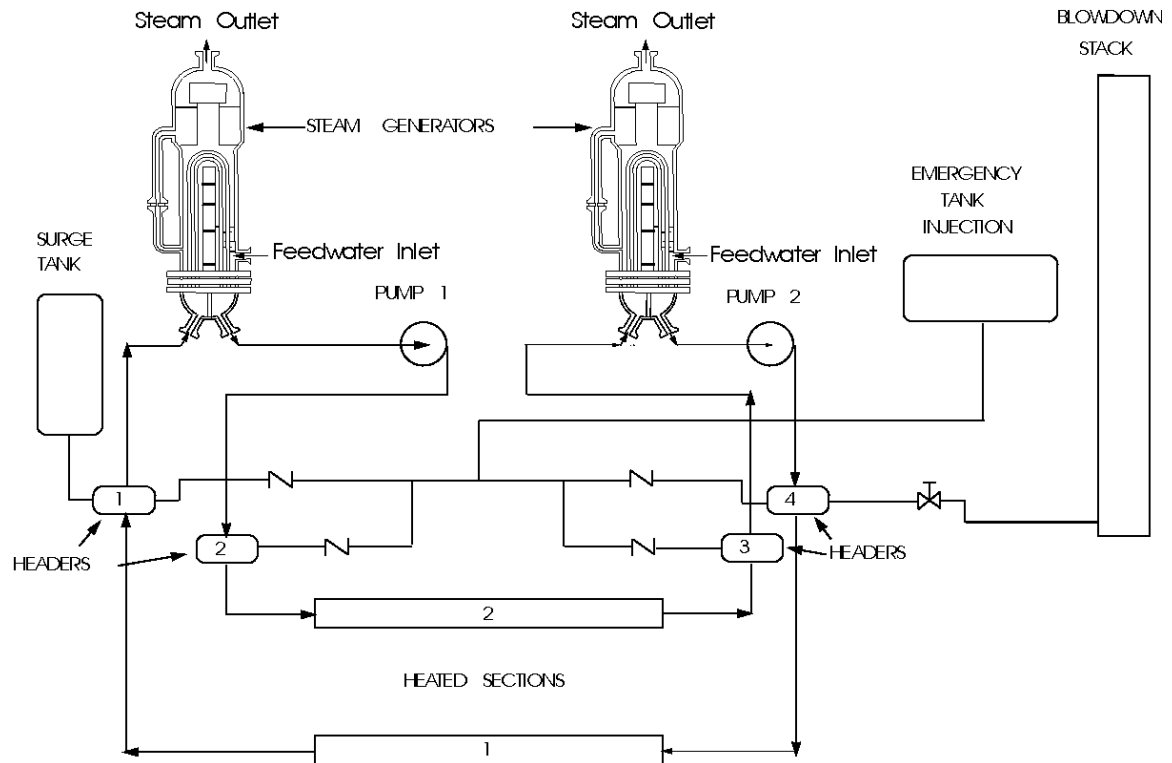 Steam Outlet
Steam Outlet
BLOWDOWN
STACK
STEAM GENERATORS
EMERGENCY
TANK
INJECTION
SURGE
TANK
Feedwater Inlet
Feedwater Inlet
PUMP 1
PUMP 2
1
4
2
3
HEADERS
HEADERS
2
HEATED SECTIONS
1